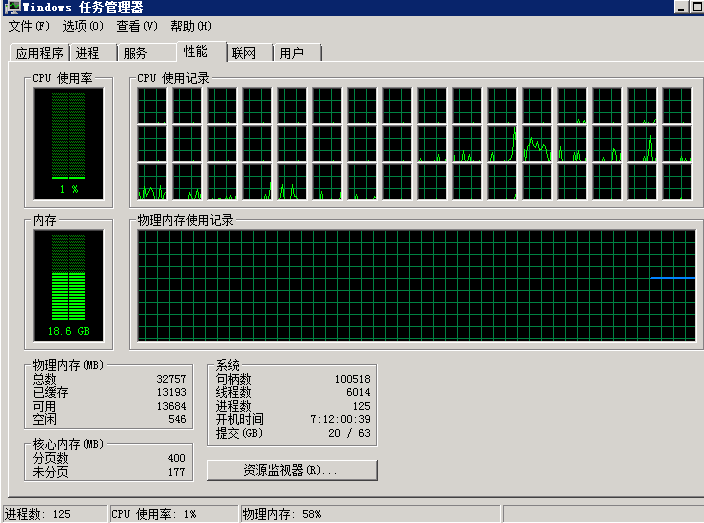 Windows 任务管理器
文件(F) 选项(O) 查看(V) 帮助(H)
应用程序 进程 服务 性能 联网 用户
CPU 使用率 CPU 使用记录
1 %
内存 物理内存使用记录
18.6 GB
物理内存(MB) 系统
总数 32757 句柄数 100518
已缓存 13193 线程数 6014
可用 13684 进程数 125
空闲 546 开机时间 7:12:00:39
提交(GB) 20 / 63
核心内存(MB)
分页数 400
未分页 177
资源监视器(R)...
进程数: 125 CPU 使用率: 1% 物理内存: 58%